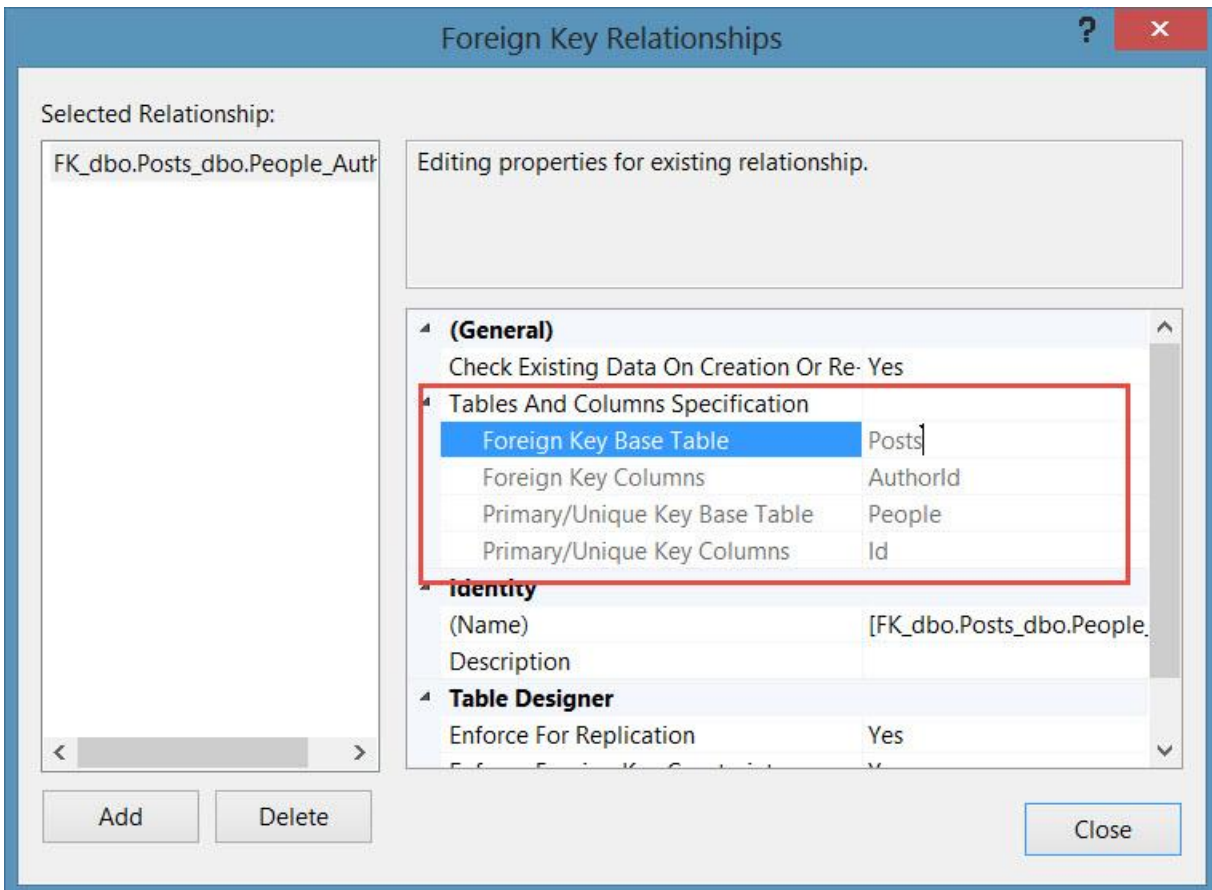 Foreign Key Relationships
?
Selected Relationship:
FK_dbo.Posts_dbo.People_Auth
Editing properties for existing relationship.
(General)
Check Existing Data On Creation Or Re- Yes
Tables And Columns Specification
Foreign Key Base Table Posts
Foreign Key Columns AuthorId
Primary/Unique Key Base Table People
Primary/Unique Key Columns Id
Identity
(Name) [FK_dbo.Posts_dbo.People_
Description
Table Designer
Enforce For Replication Yes
Add Delete
Close